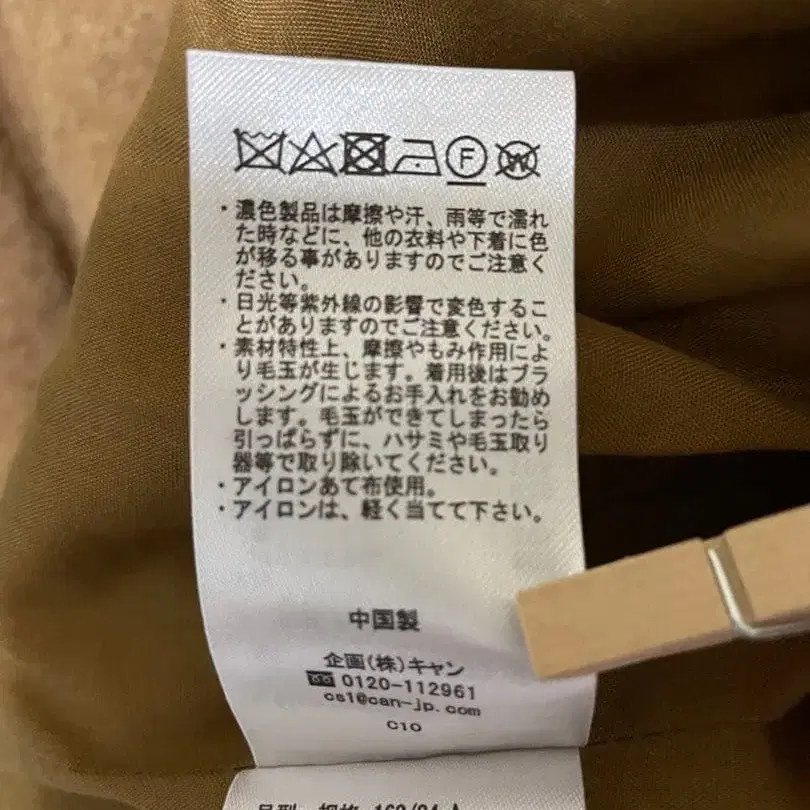 F
W
・濃色製品は摩擦や汗、雨等で濡れ
た時などに、他の衣料や下着に色
が移る事がありますのでご注意く
ださい。
・日光等紫外線の影響で変色するこ
とがありますのでご注意ください。
・素材特性上、摩擦やもみ作用によ
り毛玉が生じます。着用後はブラ
ッシングによるお手入れをお勧め
します。毛玉ができてしまったら
引っぱらずに、ハサミや毛玉取り
器等で取り除いてください。
・アイロンあて布使用。
・アイロンは、軽く当てて下さい。
中国製
企画(株)キャン
0120-112961
cs1@can-jp.com
C10